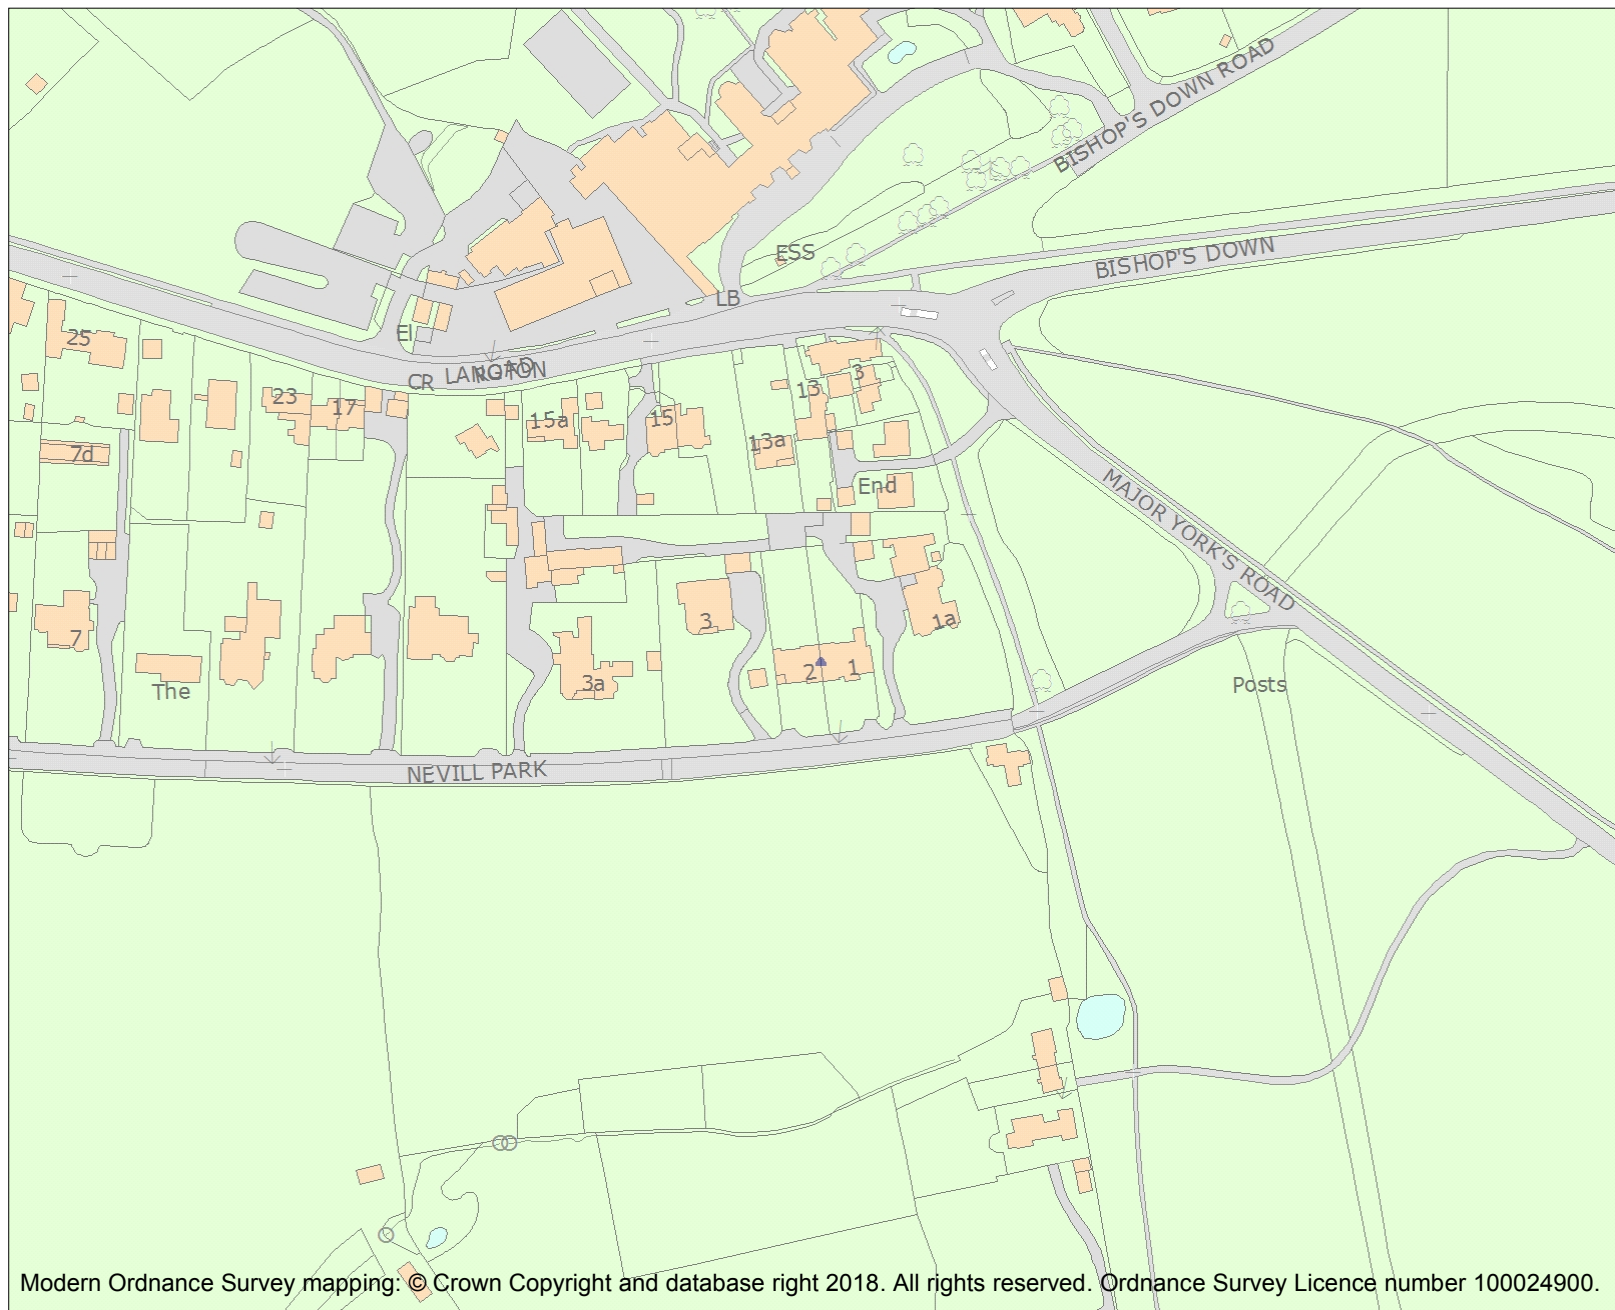 BISHOP'S DOWN ROAD
ESS
BISHOP'S DOWN
LB
25
El
CR LANGTON
ROAD
23
17
15a
15
13
3
13a
7d
End
MAJOR YORK'S ROAD
7
3
1a
The
3a
2
1
Posts
NEVILL PARK
Modern Ordnance Survey mapping: © Crown Copyright and database right 2018. All rights reserved. Ordnance Survey Licence number 100024900.